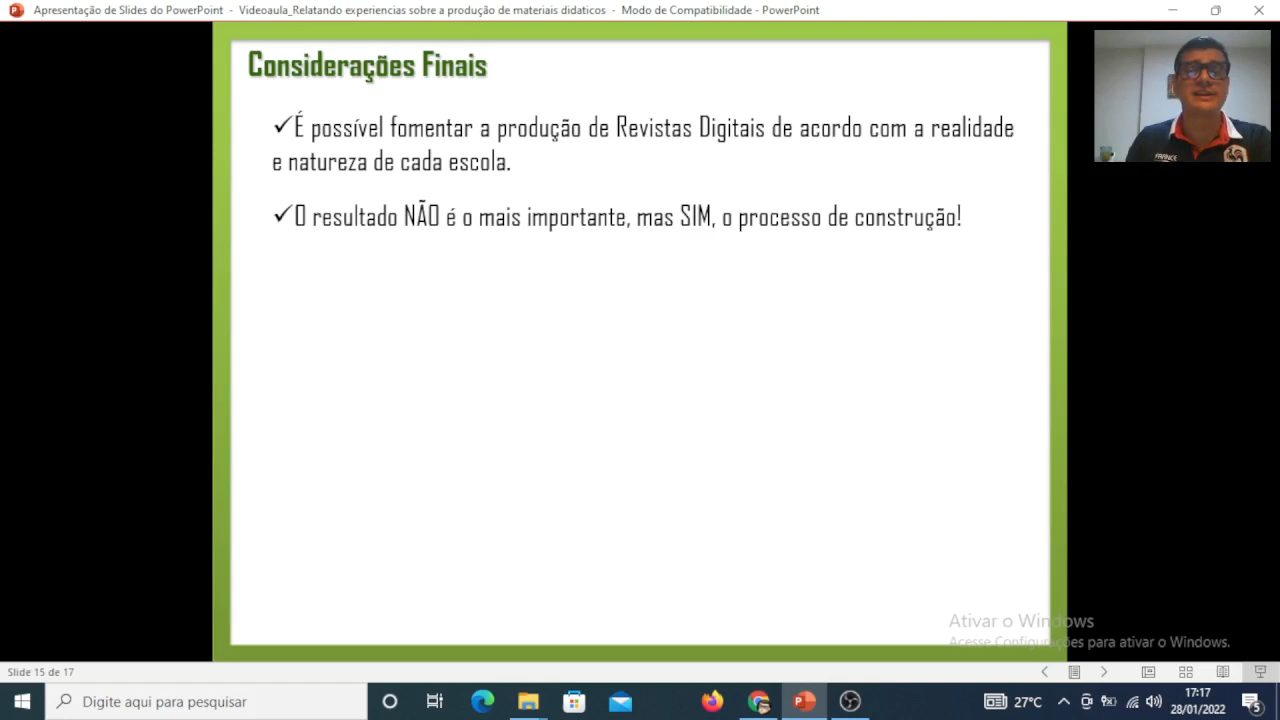 Apresentação de Slides do PowerPoint - Videoaula_Relatando experiencias sobre a produção de materiais didaticos - Modo de Compatibilidade - PowerPoint
Considerações Finais
✓É possível fomentar a produção de Revistas Digitais de acordo com a realidade
e natureza de cada escola.
✓O resultado NÃO é o mais importante, mas SIM, o processo de construção!
FRANCE
Ativar o Windows
Acesse Configurações para ativar o Windows.
Slide 15 de 17
Digite aqui para pesquisar
27°C
17:17
28/01/2022
5